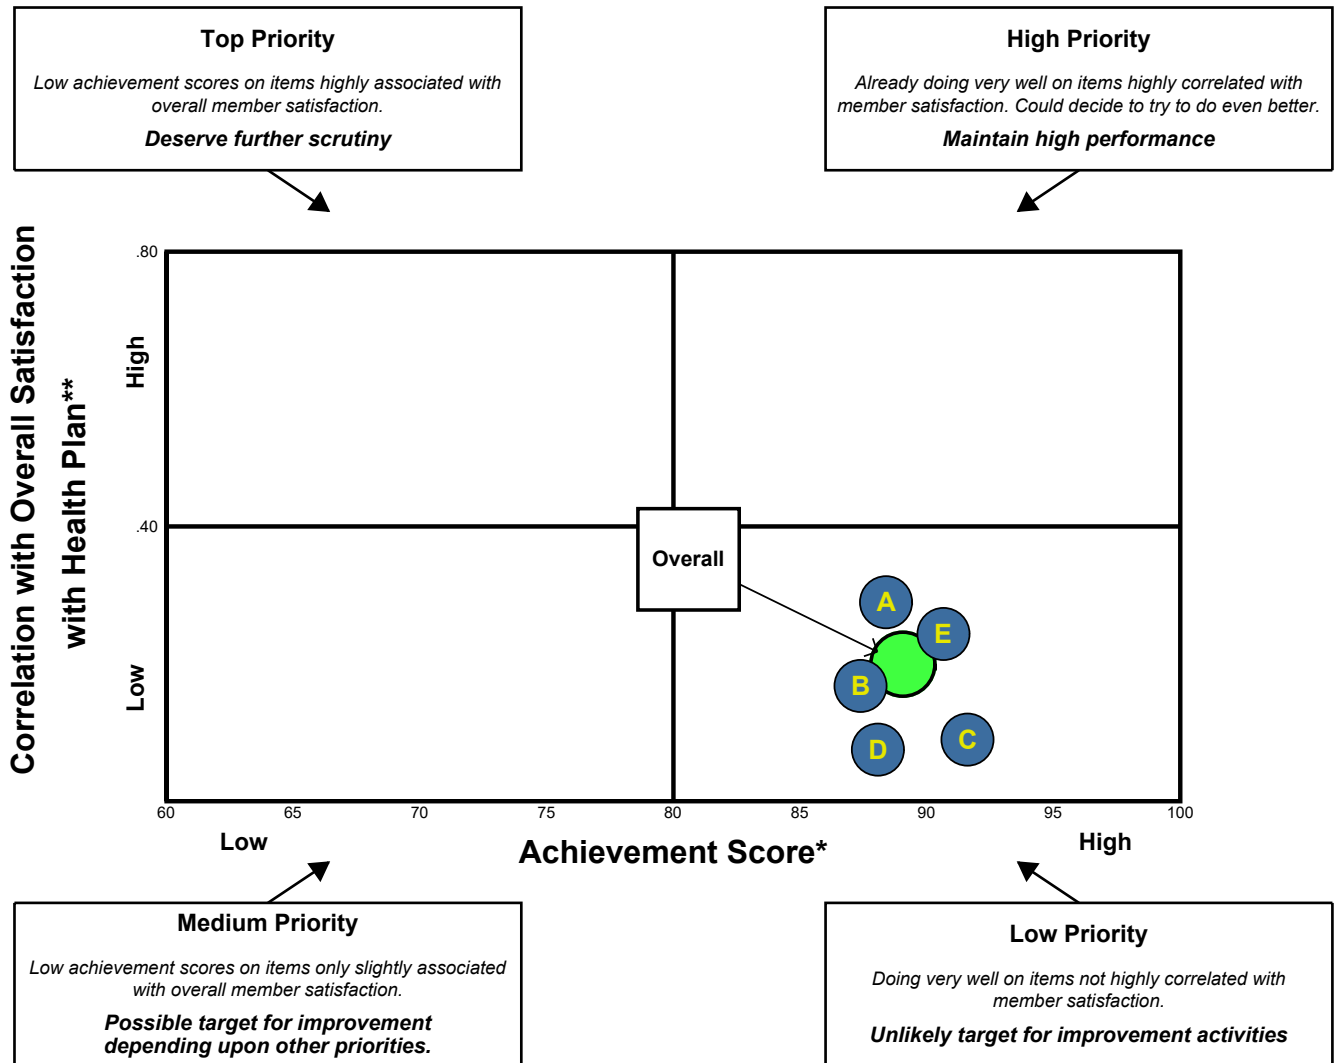 Top Priority
Low achievement scores on items highly associated with
overall member satisfaction.
Deserve further scrutiny
High Priority
Already doing very well on items highly correlated with
member satisfaction. Could decide to try to do even better.
Maintain high performance
Correlation with Overall Satisfaction
with Health Plan**
.80
High
.40
Low
Overall
A
E
B
D
C
60
65
70
75
80
85
90
95
100
Low
Achievement Score*
High
Medium Priority
Low achievement scores on items only slightly associated
with overall member satisfaction.
Possible target for improvement
depending upon other priorities.
Low Priority
Doing very well on items not highly correlated with
member satisfaction.
Unlikely target for improvement activities